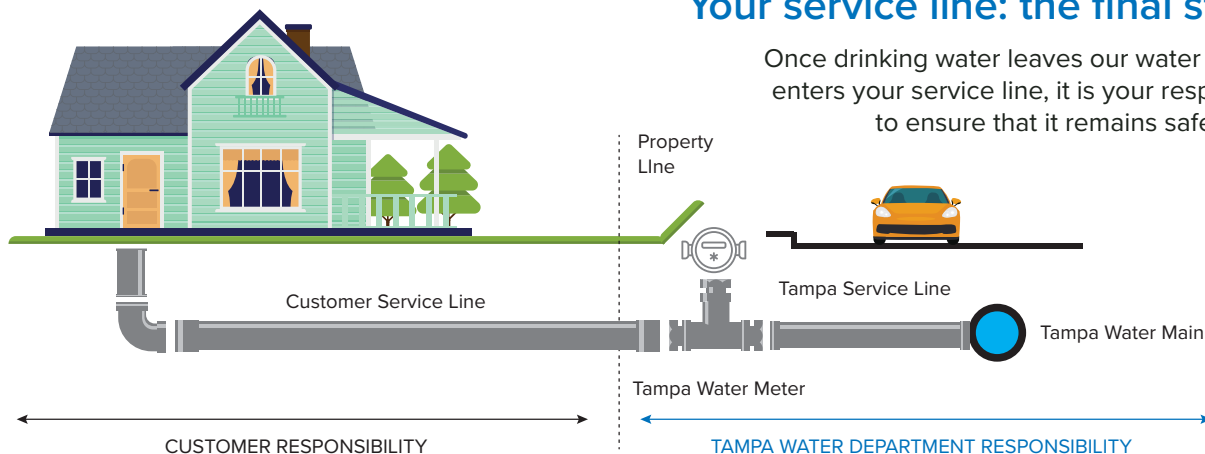 Your service line: the final
Once drinking water leaves our water
enters your service line, it is your
to ensure that it remains safe
Property
LIne
Customer Service Line
Tampa Service Line
Tampa Water Main
Tampa Water Meter
CUSTOMER RESPONSIBILITY
TAMPA WATER DEPARTMENT RESPONSIBILITY